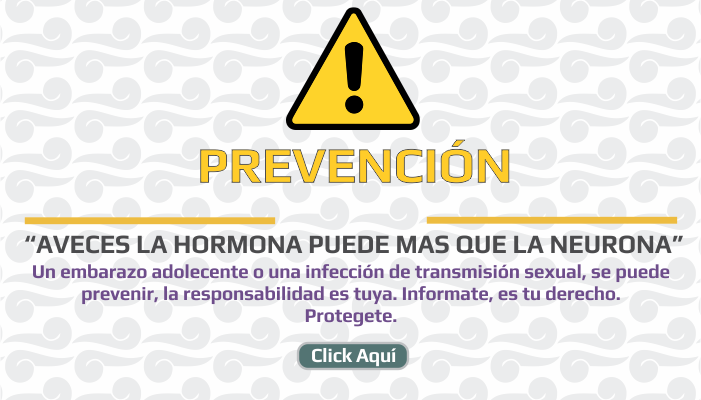 PREVENCIÓN
“AVECES LA HORMONA PUEDE MAS QUE LA NEURONA”
Un embarazo adolecente o una infección de transmisión sexual, se puede
prevenir, la responsabilidad es tuya. Informate, es tu derecho.
Protegete.
Click Aquí